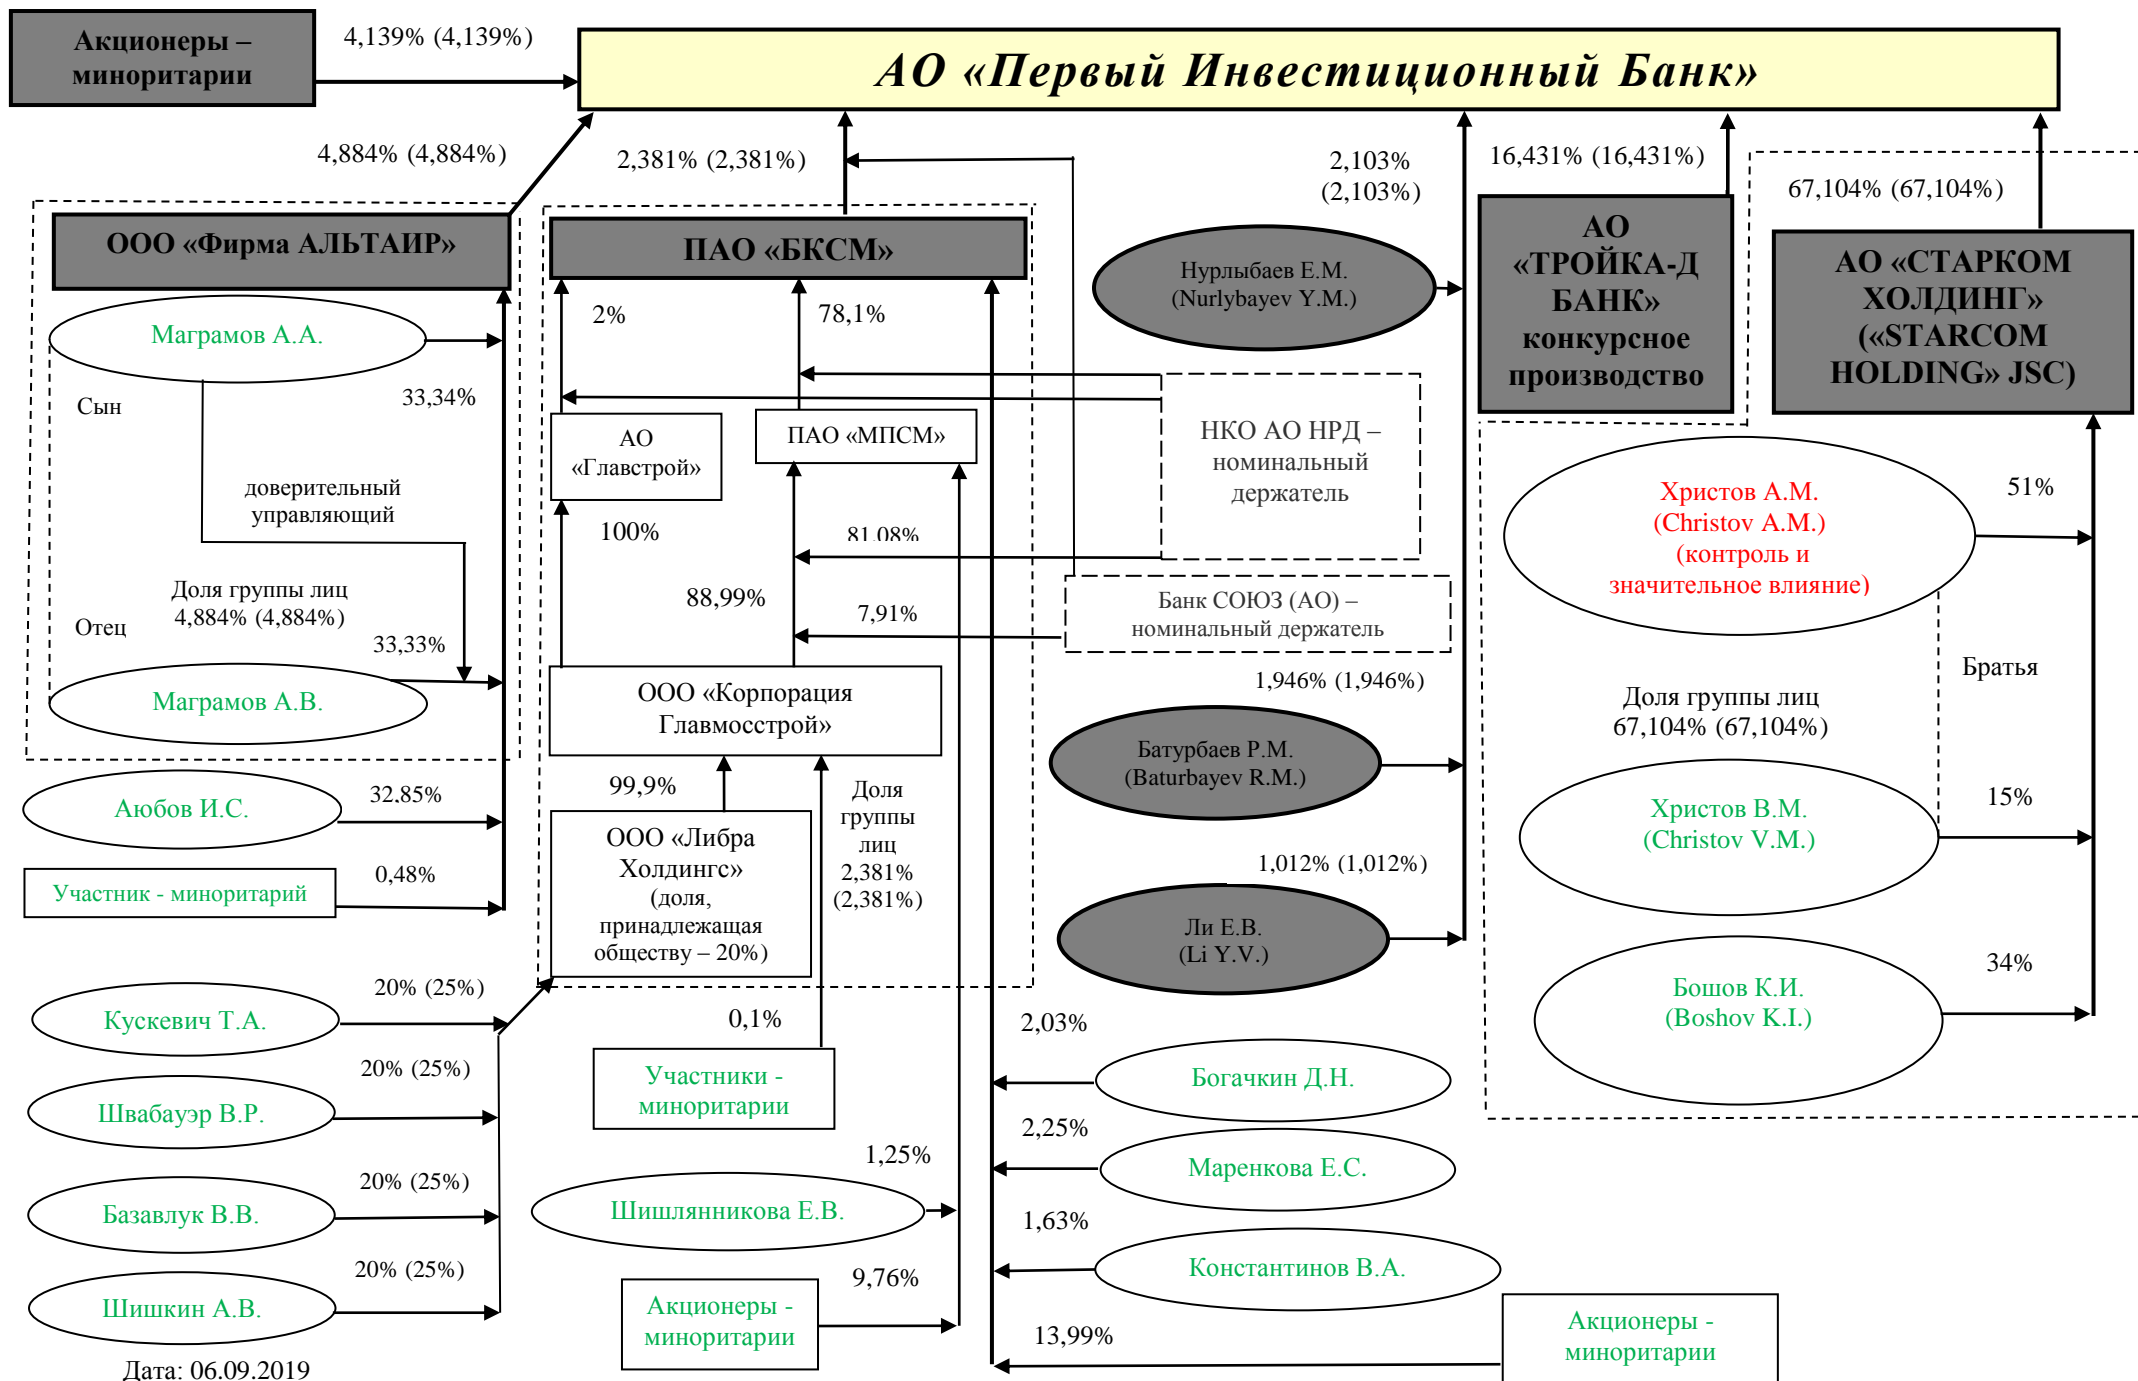 Акционеры –
миноритарии
4,139% (4,139%)
АО «Первый Инвестиционный Банк»
4,884% (4,884%)
2,381% (2,381%)
2,103%
(2,103%)
16,431% (16,431%)
67,104% (67,104%)
ООО «Фирма АЛЬТАИР»
ПАО «БКСМ»
Нурлыбаев Е.М.
(Nurlybayev Y.M.)
АО
«ТРОЙКА-Д
БАНК»
конкурсное
производство
АО «СТАРКОМ
ХОЛДИНГ»
(«STARCOM
HOLDING» JSC)
Маграмов А.А.
2%
78,1%
33,34%
Сын
АО
«Главстрой»
ПАО «МПСМ»
НКО АО НРД –
номинальный
держатель
Христов А.М.
(Christov A.M.)
(контроль и
значительное влияние)
51%
доверительный
управляющий
100%
81,08%
Доля группы лиц
4,884% (4,884%)
88,99%
7,91%
Банк СОЮЗ (АО) –
номинальный держатель
Отец
33,33%
Маграмов А.В.
ООО «Корпорация
Главмосстрой»
1,946% (1,946%)
Братья
Доля группы лиц
67,104% (67,104%)
Батурбаев Р.М.
(Baturbayev R.M.)
Аюбов И.С.
32,85%
99,9%
Доля
группы
лиц
2,381%
(2,381%)
Христов В.М.
(Christov V.M.)
15%
ООО «Либра
Холдингс»
(доля,
принадлежащая
обществу – 20%)
1,012% (1,012%)
Участник - миноритарий
0,48%
Ли Е.В.
(Li Y.V.)
34%
Бошов К.И.
(Boshov K.I.)
Кускевич Т.А.
20% (25%)
0,1%
2,03%
Участники -
миноритарии
Богачкин Д.Н.
Швабауэр В.Р.
20% (25%)
2,25%
1,25%
Маренкова Е.С.
Базавлук В.В.
20% (25%)
Шишлянникова Е.В.
1,63%
Константинов В.А.
Шишкин А.В.
20% (25%)
9,76%
Акционеры -
миноритарии
13,99%
Акционеры -
миноритарии
Дата: 06.09.2019